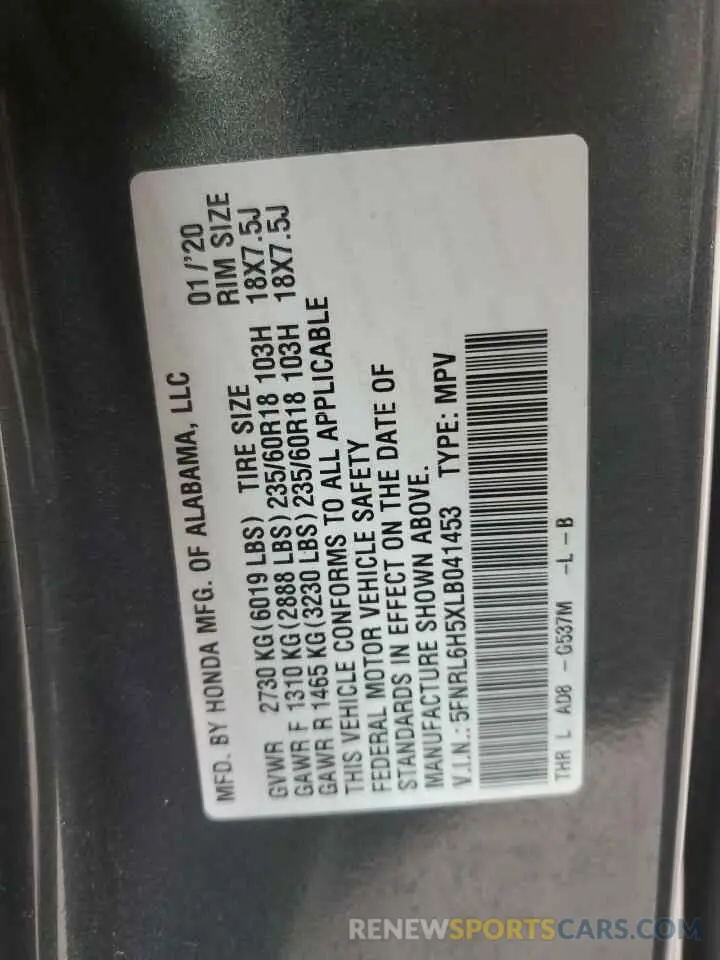 MFD. BY HONDA MFG. OF ALABAMA, LLC 01/'20
GVWR 2730 KG(6019 LBS) TIRE SIZE RIM SIZE
GAWR F 1310 KG(2888 LBS)235/60R18 103H 18X7.5J
GAWR R 1465 KG(3230 LBS)235/60R18 103H 18X7.5J
THIS VEHICLE CONFORMS TO ALL APPLICABLE
FEDERAL MOTOR VEHICLE SAFETY
STANDARDS IN EFFECT ON THE DATE OF
MANUFACTURE SHOWN ABOVE.
V.I.N.: 5FNRL6H5XLB041453 TYPE: MPV
THR L AD8 -G537M -L -B
RENEWSPORTSCARS.COM